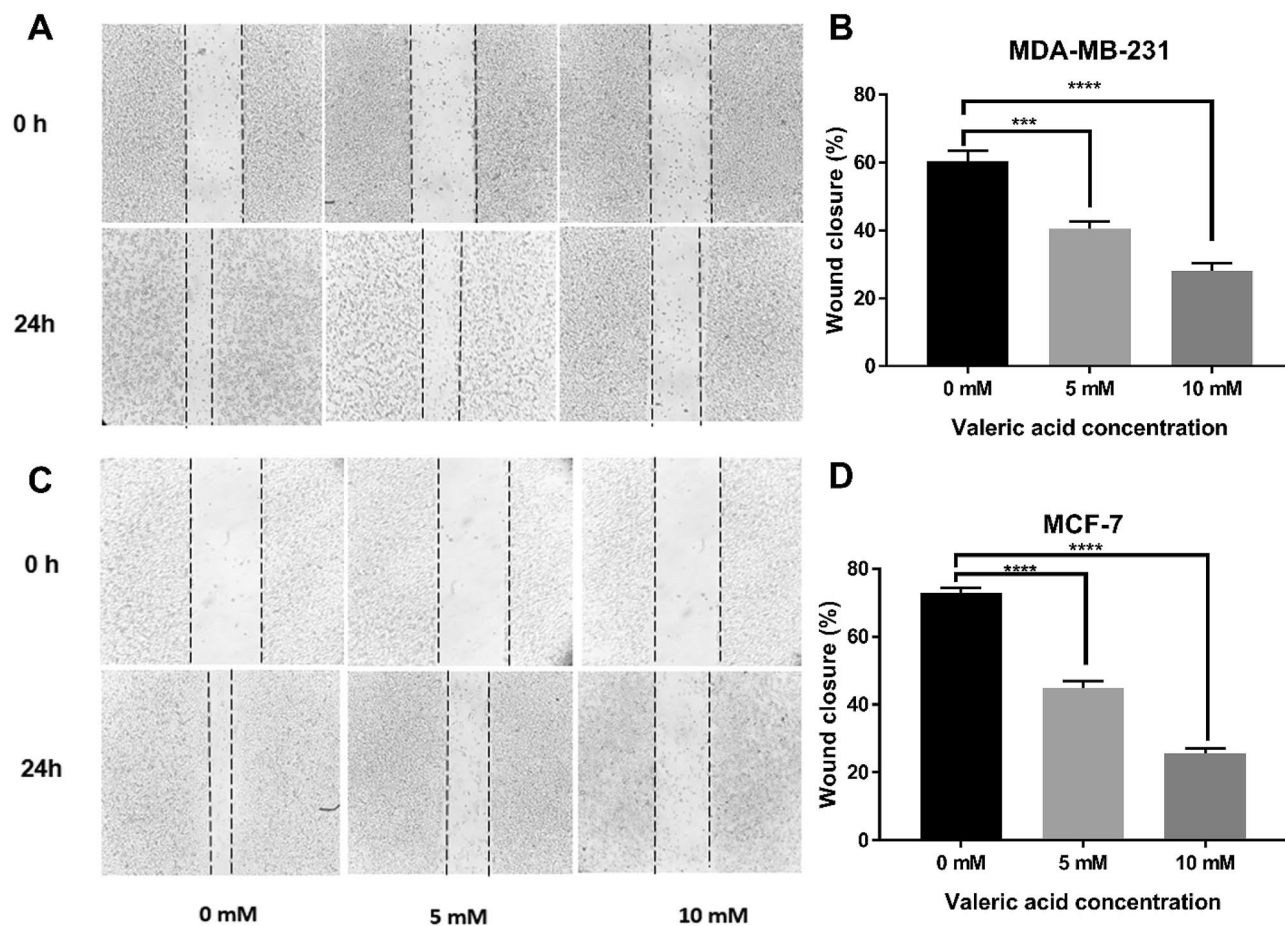 A
0 h
24h
B
MDA-MB-231
****
***
Wound closure (%)
80
60
40
20
0
0 mM 5 mM 10 mM
Valeric acid concentration
C
0 h
24h
0 mM 5 mM 10 mM
D
MCF-7
****
****
Wound closure (%)
80
60
40
20
0
0 mM 5 mM 10 mM
Valeric acid concentration